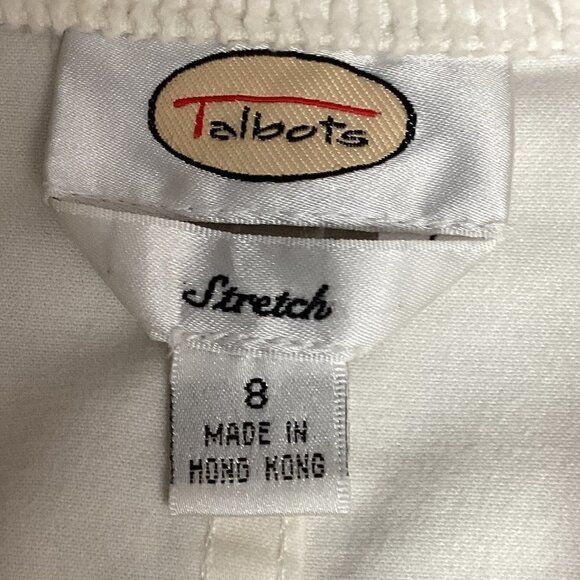 Talbots
Stretch
8
MADE IN
HONG KONG